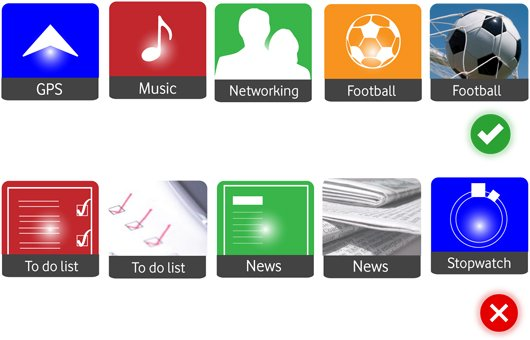 GPS
Music
Networking
Football
Football
To do list
To do list
News
News
Stopwatch